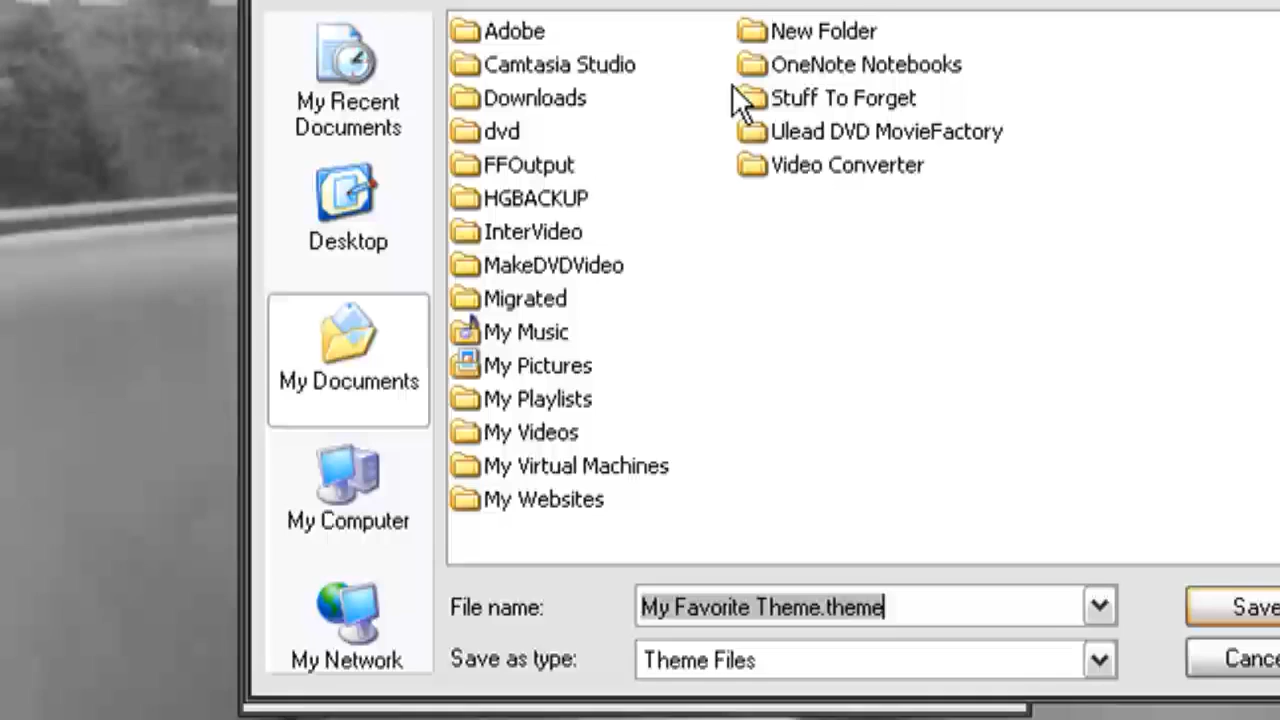 My Recent
Documents
Desktop
My Documents
My Computer
My Network
Adobe
Camtasia Studio
Downloads
dvd
FFOutput
HGBACKUP
InterVideo
MakeDVDVideo
Migrated
My Music
My Pictures
My Playlists
My Videos
My Virtual Machines
My Websites
New Folder
OneNote Notebooks
Stuff To Forget
Ulead DVD MovieFactory
Video Converter
File name:
My Favorite Theme.theme
Save
Save as type:
Theme Files
Cance